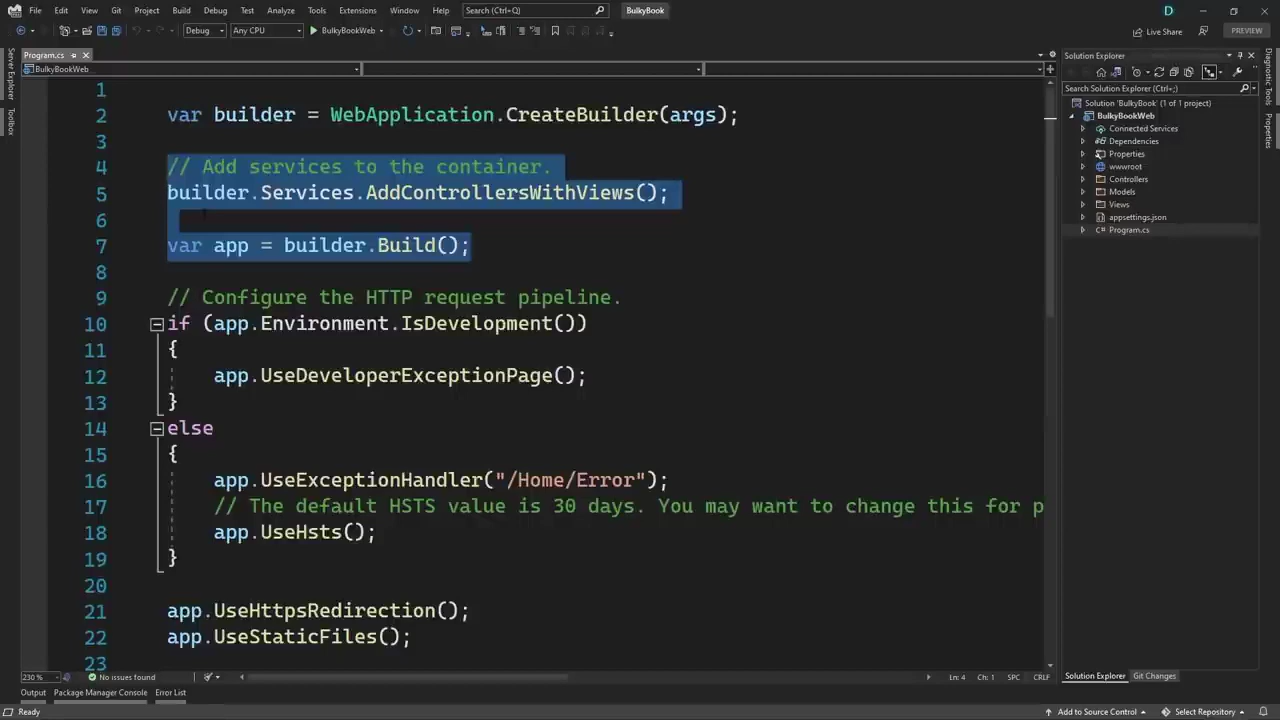 File Edit View Git Project Build Debug Test Analyze Tools Extensions Window Help Search (Ctrl+Q) BulkyBook D
Debug Any CPU BulkyBookWeb Live Share PREVIEW
Server Explorer
Toolbox
Program.cs
BulkyBookWeb
1
2 var builder = WebApplication.CreateBuilder(args);
3
4 // Add services to the container.
5 builder.Services.AddControllersWithViews();
6
7 var app = builder.Build();
8
9 // Configure the HTTP request pipeline.
10 if (app.Environment.IsDevelopment())
11 {
12 app.UseDeveloperExceptionPage();
13 }
14 else
15 {
16 app.UseExceptionHandler("/Home/Error");
17 // The default HSTS value is 30 days. You may want to change this for p
18 app.UseHsts();
19 }
20
21 app.UseHttpsRedirection();
22 app.UseStaticFiles();
23
230 % No issues found Ln: 4 Ch: 1 SPC CRLF
Solution Explorer
Search Solution Explorer (Ctrl+;)
Solution 'BulkyBook' (1 of 1 project)
BulkyBookWeb
Connected Services
Dependencies
Properties
wwwroot
Controllers
Models
Views
appsettings.json
C# Program.cs
Solution Explorer Git Changes
Diagnostic Tools
Properties
Output Package Manager Console Error List
Ready Add to Source Control Select Repository